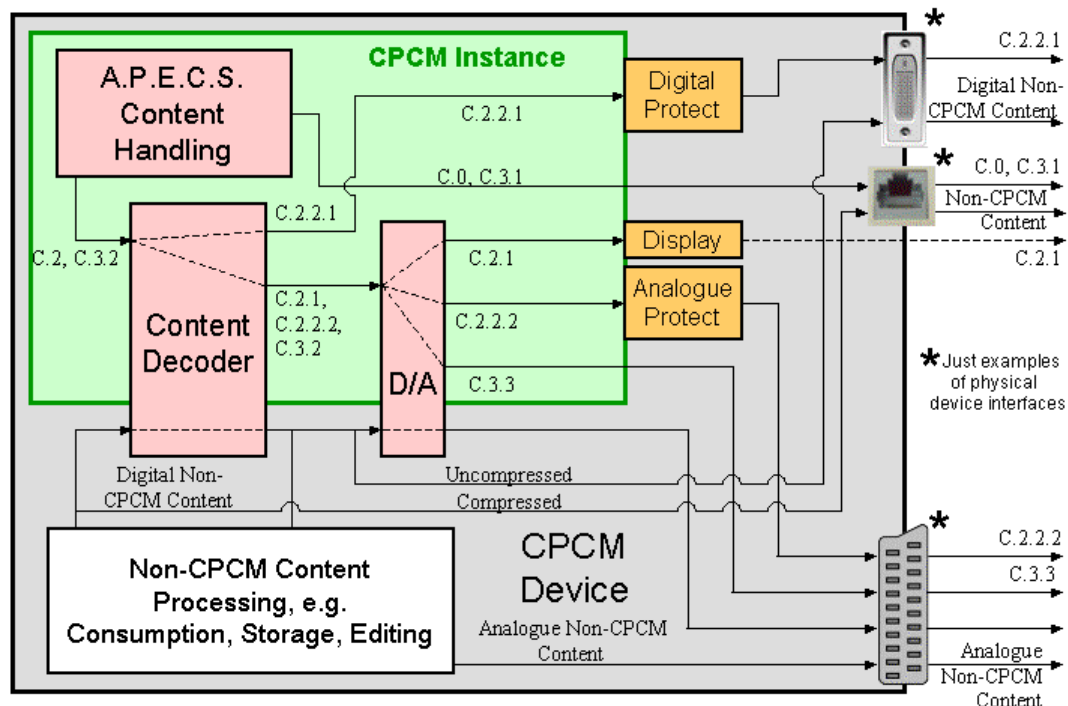 CPCM Instance
A.P.E.C.S.
Content
Handling
Digital
Protect
*
C.2.2.1
Digital Non-
CPCM Content
C.2.2.1
*
C.0, C.3.1
C.0, C.3.1
Non-CPCM
Content
C.2.2.1
Display
C.2.1
C.2.1
C.2, C.3.2
Content
Decoder
C.2.1,
C.2.2.2,
C.3.2
D/A
C.2.2.2
Analogue
Protect
C.3.3
*Just examples
of physical
device interfaces
Digital Non-
CPCM Content
Uncompressed
Compressed
Non-CPCM Content
Processing, e.g.
Consumption, Storage, Editing
CPCM
Device
Analogue Non-CPCM
Content
*
C.2.2.2
C.3.3
Analogue
Non-CPCM
Content